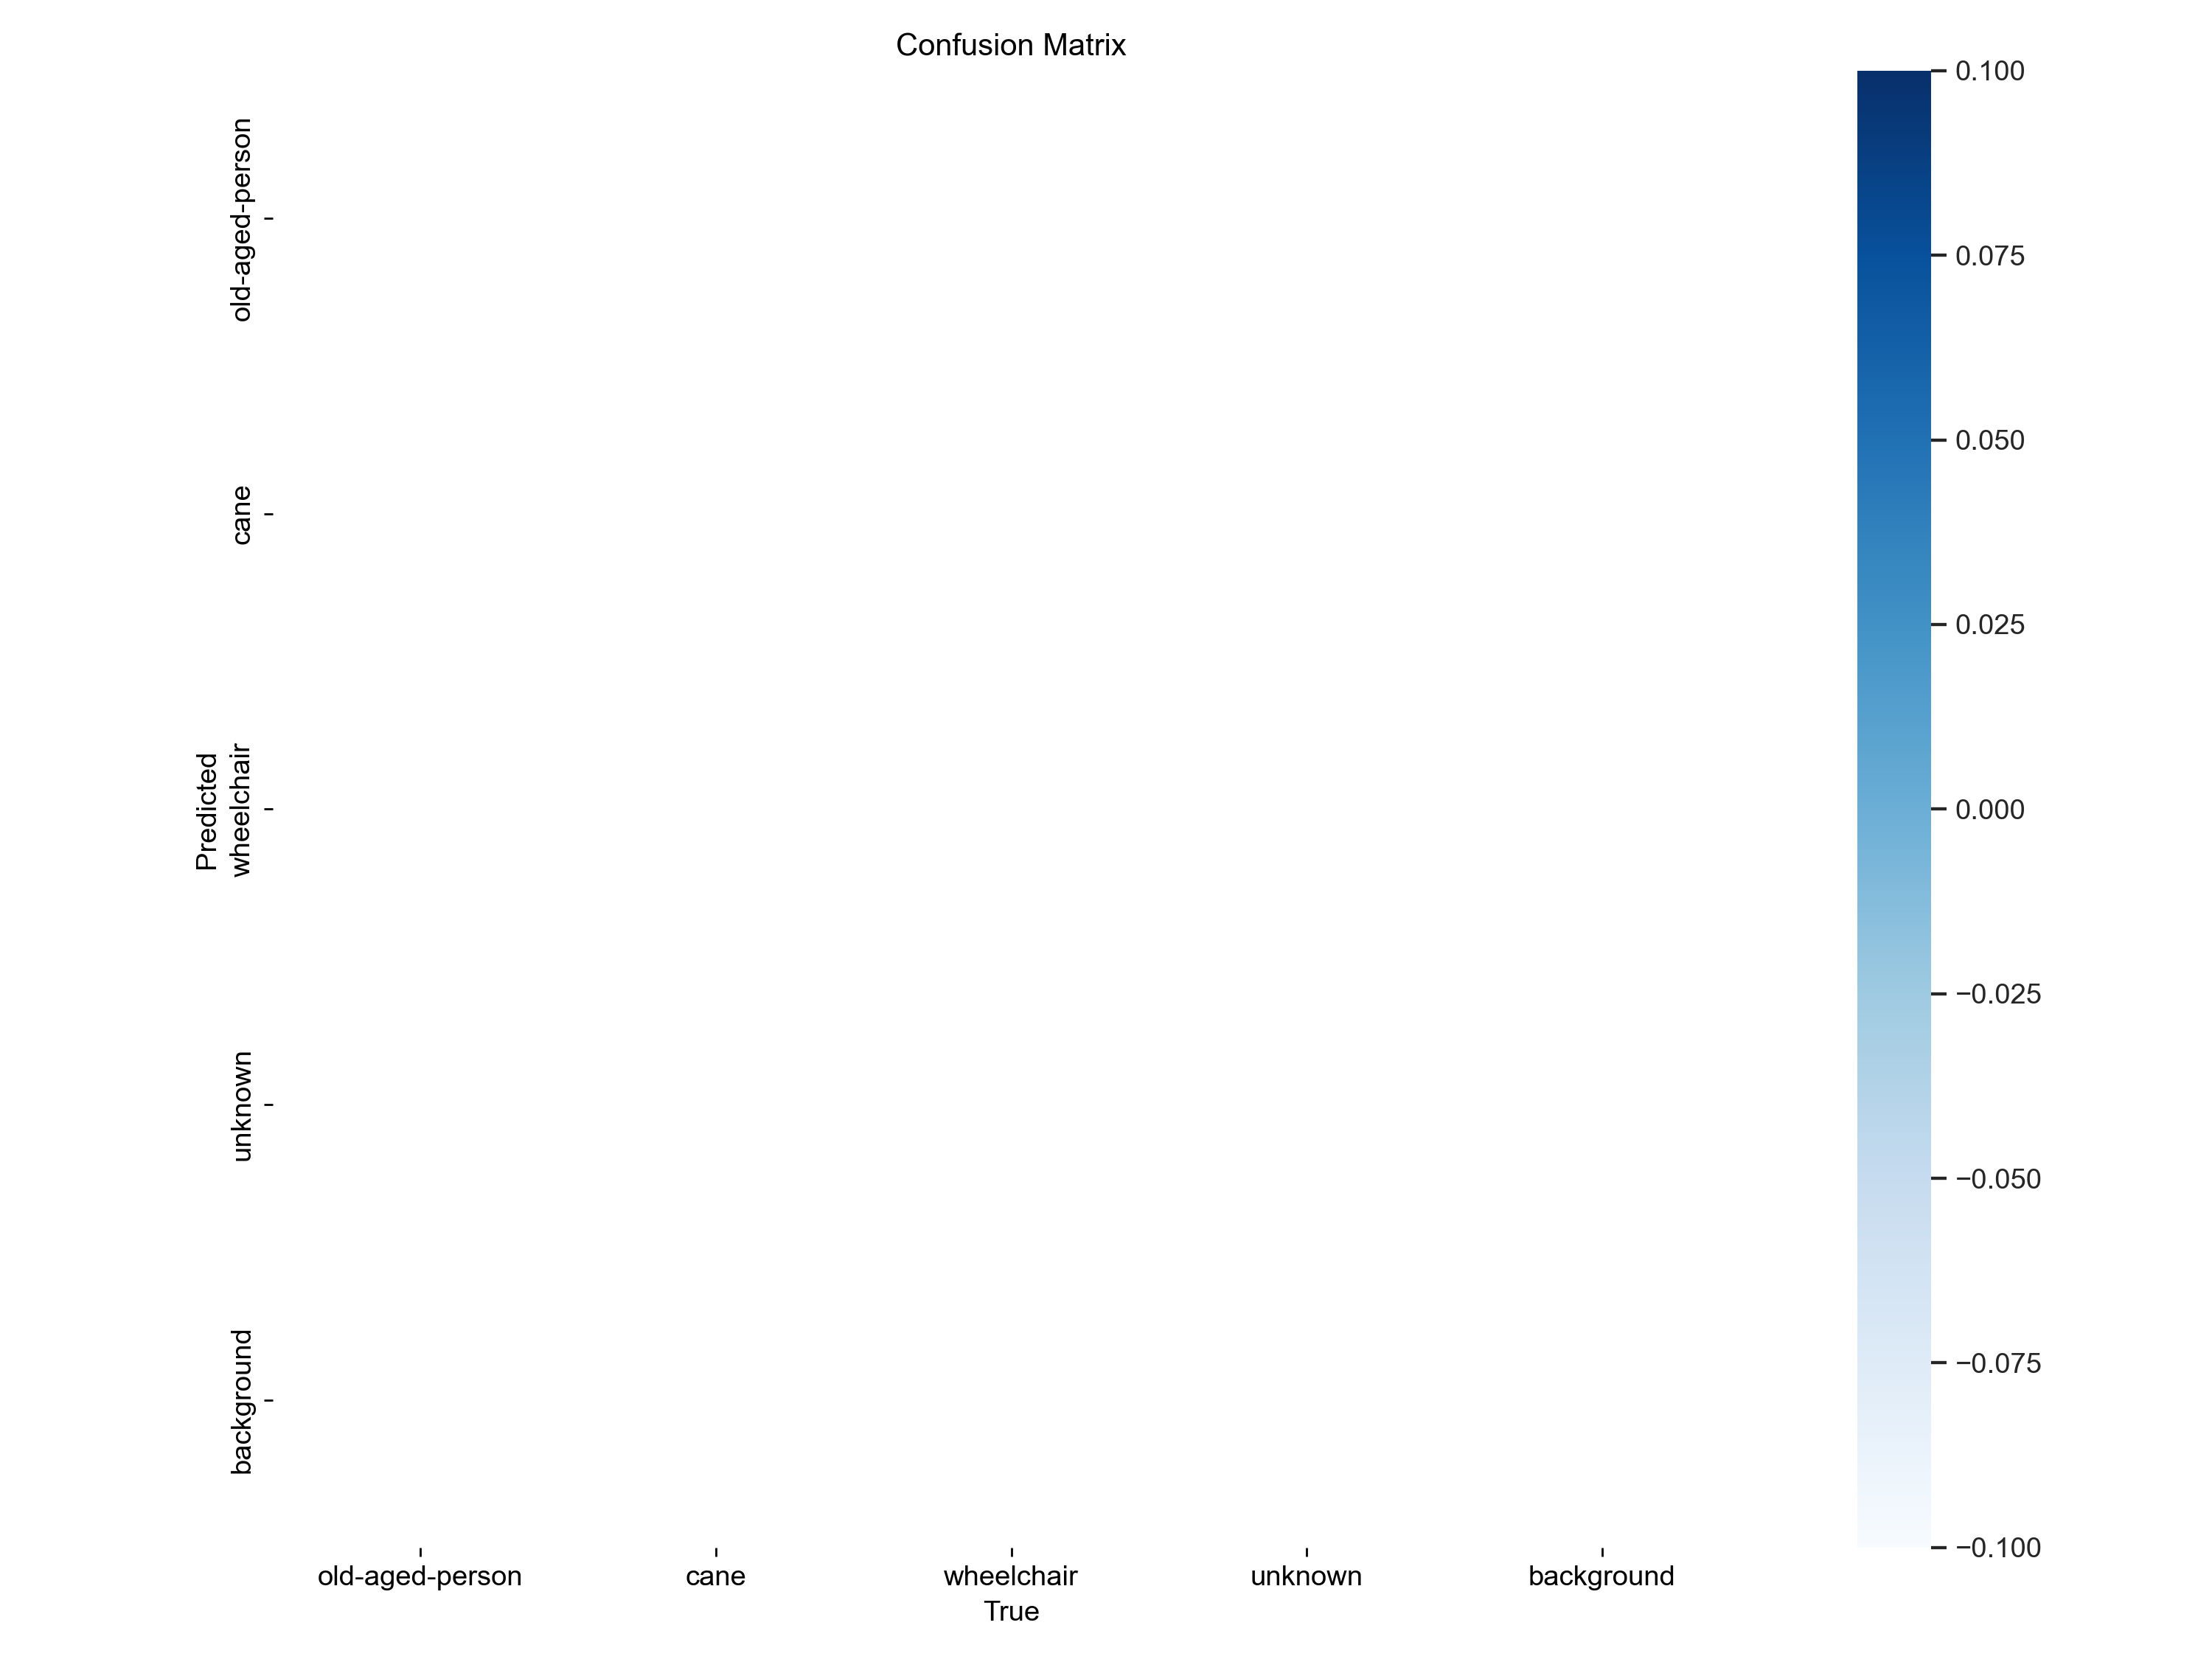 Confusion Matrix
old-aged-person
cane
wheelchair
unknown
background
Predicted
old-aged-person
cane
wheelchair
unknown
background
True
0.100
0.075
0.050
0.025
0.000
−0.025
−0.050
−0.075
−0.100